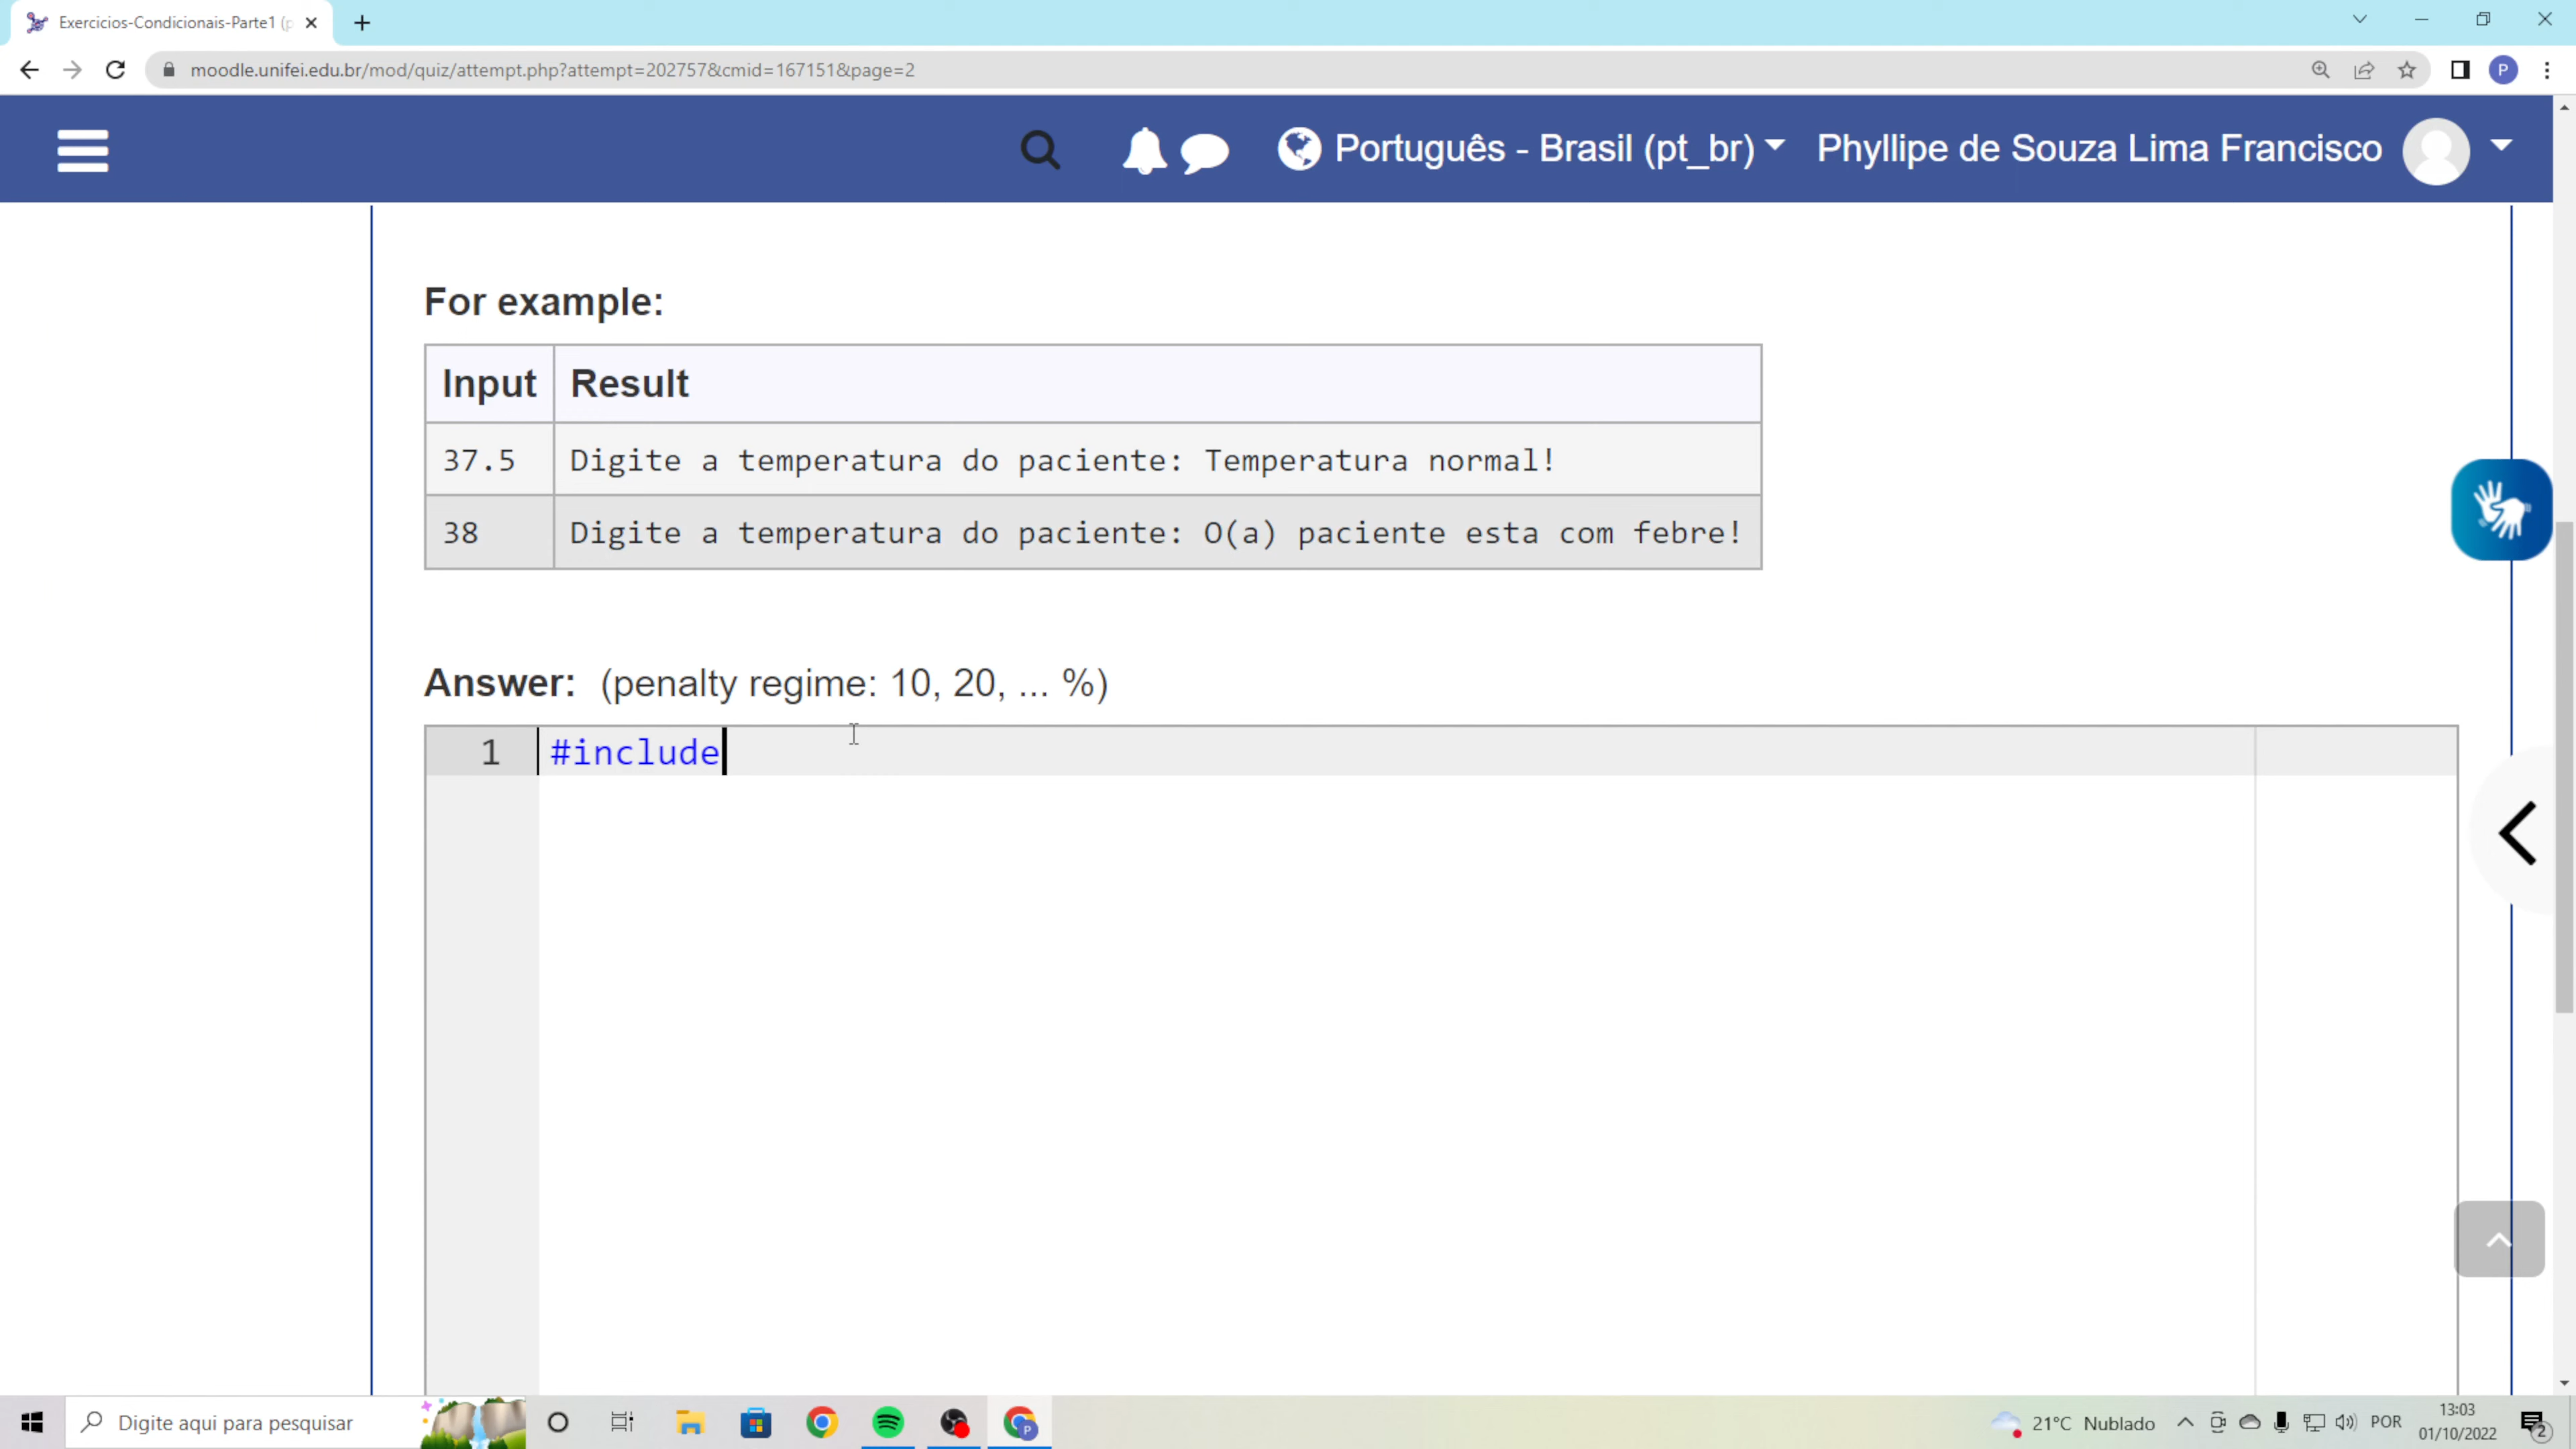 Exercicios-Condicionais-Parte1 (p
moodle.unifei.edu.br/mod/quiz/attempt.php?attempt=202757&cmid=167151&page=2
P
Português - Brasil (pt_br)
Phyllipe de Souza Lima Francisco
For example:
Input Result
37.5 Digite a temperatura do paciente: Temperatura normal!
38 Digite a temperatura do paciente: O(a) paciente esta com febre!
Answer: (penalty regime: 10, 20, ... %)
1 #include
Digite aqui para pesquisar
P
21°C Nublado
POR
13:03
01/10/2022
2